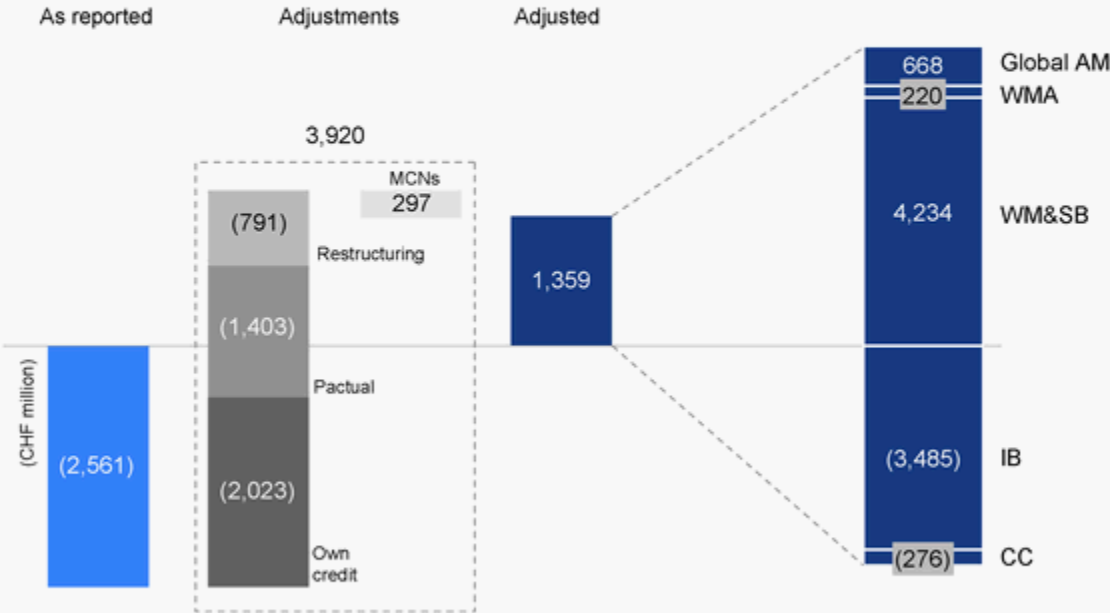 As reported
Adjustments
Adjusted
3,920
MCNs
297
(791)
Restructuring
(1,403)
Pactual
(2,023)
Own
credit
(CHF million)
(2,561)
1,359
668
Global AM
220
WMA
4,234
WM&SB
(3,485)
IB
(276)
CC